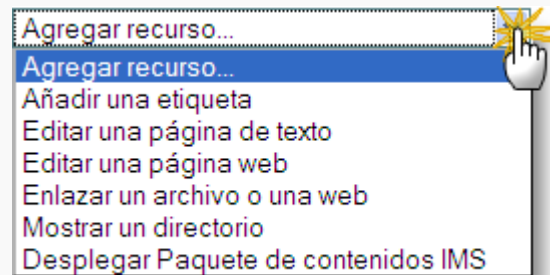 Agregar recurso...
Agregar recurso...
Añadir una etiqueta
Editar una página de texto
Editar una página web
Enlazar un archivo o una web
Mostrar un directorio
Desplegar Paquete de contenidos IMS